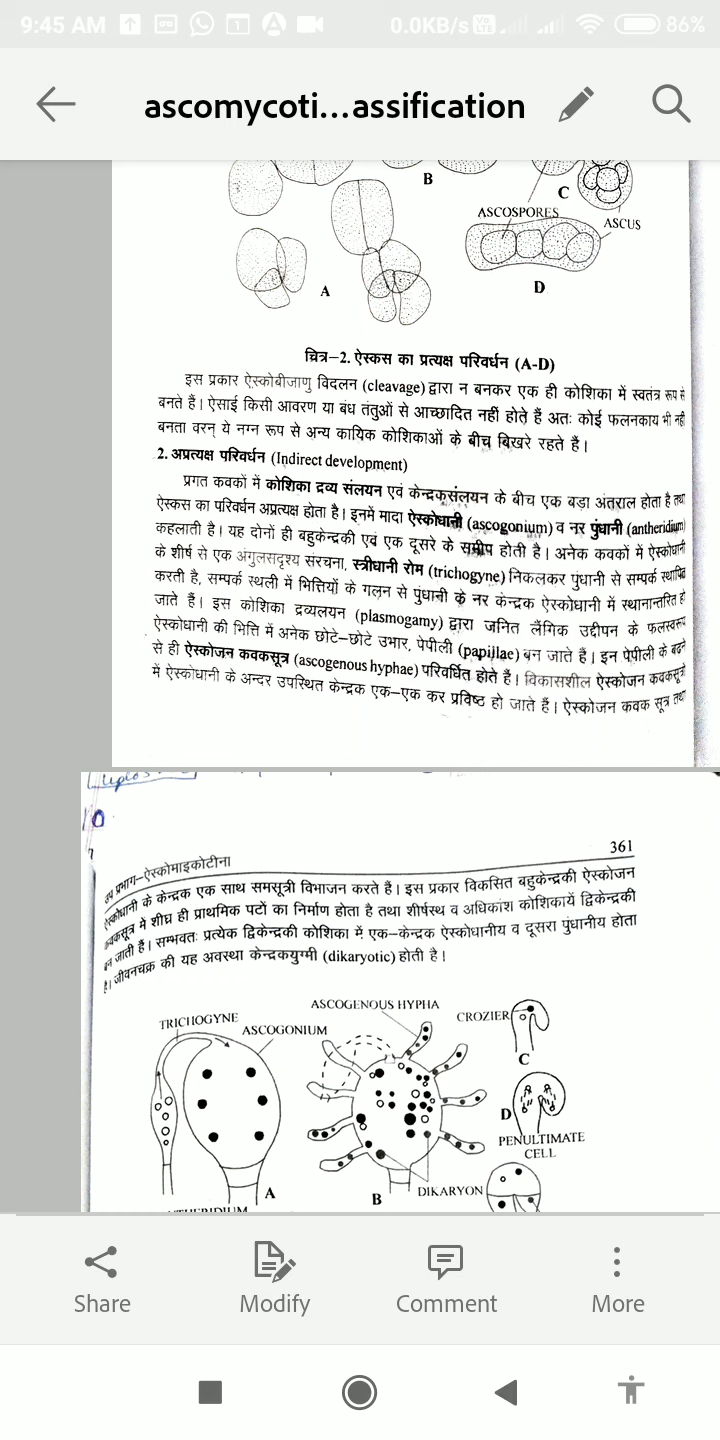 9:45 AM
0.0KB/s
86%
ascomycoti...assification
B
C
ASCOSPORES
ASCUS
A
D
चित्र–2. ऐस्कस का प्रत्यक्ष परिवर्धन (A-D)
इस प्रकार ऐस्कोबीजाणु विदलन (cleavage) द्वारा न बनकर एक ही कोशिका में स्वतंत्र रूप से
बनते हैं। ऐसाई किसी आवरण या बंध तंतुओं से आच्छादित नहीं होते हैं अतः कोई फलनकाय भी नहीं
बनता वरन् ये नग्न रूप से अन्य कायिक कोशिकाओं के बीच बिखरे रहते हैं।
2. अप्रत्यक्ष परिवर्धन (Indirect development)
प्रगत कवकों में कोशिका द्रव्य संलयन एवं केन्द्रकसंलयन के बीच एक बड़ा अंतराल होता है तथा
ऐस्कस का परिवर्धन अप्रत्यक्ष होता है। इनमें मादा ऐस्कोधानी (ascogonium) व नर पुंधानी (antheridium)
कहलाती है। यह दोनों ही बहुकेन्द्रकी एवं एक दूसरे के समीप होती है। अनेक कवकों में ऐस्कोधानी
के शीर्ष से एक अंगुलसदृश्य संरचना, स्त्रीधानी रोम (trichogyne) निकलकर पुंधानी से सम्पर्क स्थापित
करती है, सम्पर्क स्थली में भित्तियों के गलन से पुंधानी के नर केन्द्रक ऐस्कोधानी में स्थानान्तरित हो
जाते हैं। इस कोशिका द्रव्यलयन (plasmogamy) द्वारा जनित लैंगिक उद्दीपन के फलस्वरूप
ऐस्कोधानी की भित्ति में अनेक छोटे–छोटे उभार, पेपीली (papillae) बन जाते हैं। इन पेपीली के बढ़ने
से ही ऐस्कोजन कवकसूत्र (ascogenous hyphae) परिवर्धित होते हैं। विकासशील ऐस्कोजन कवकसूत्रों
में ऐस्कोधानी के अन्दर उपस्थित केन्द्रक एक–एक कर प्रविष्ट हो जाते हैं। ऐस्कोजन कवक सूत्र तथा
361
उप प्रभाग–ऐस्कोमाइकोटीना
ऐस्कोधानी के केन्द्रक एक साथ समसूत्री विभाजन करते हैं। इस प्रकार विकसित बहुकेन्द्रकी ऐस्कोजन
कवकसूत्र में शीघ्र ही प्राथमिक पटों का निर्माण होता है तथा शीर्षस्थ व अधिकांश कोशिकायें द्विकेन्द्रकी
बन जाती हैं। सम्भवतः प्रत्येक द्विकेन्द्रकी कोशिका में एक–केन्द्रक ऐस्कोधानीय व दूसरा पुंधानीय होता
है। जीवनचक्र की यह अवस्था केन्द्रकयुग्मी (dikaryotic) होती है।
TRICHOGYNE
ASCOGONIUM
ASCOGENOUS HYPHA
CROZIER
C
D
PENULTIMATE
CELL
DIKARYON
A
B
Share
Modify
Comment
More